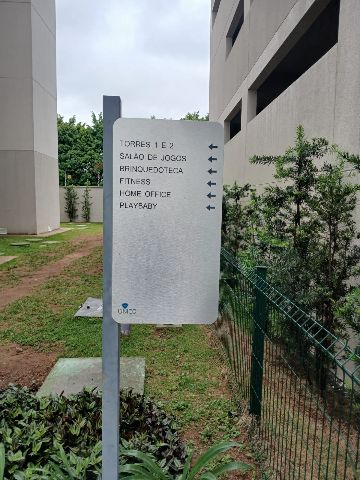 TORRES 1 E 2 ←
SALÃO DE JOGOS ←
BRINQUEDOTECA ←
FITNESS ←
HOME OFFICE ←
PLAYBABY ←